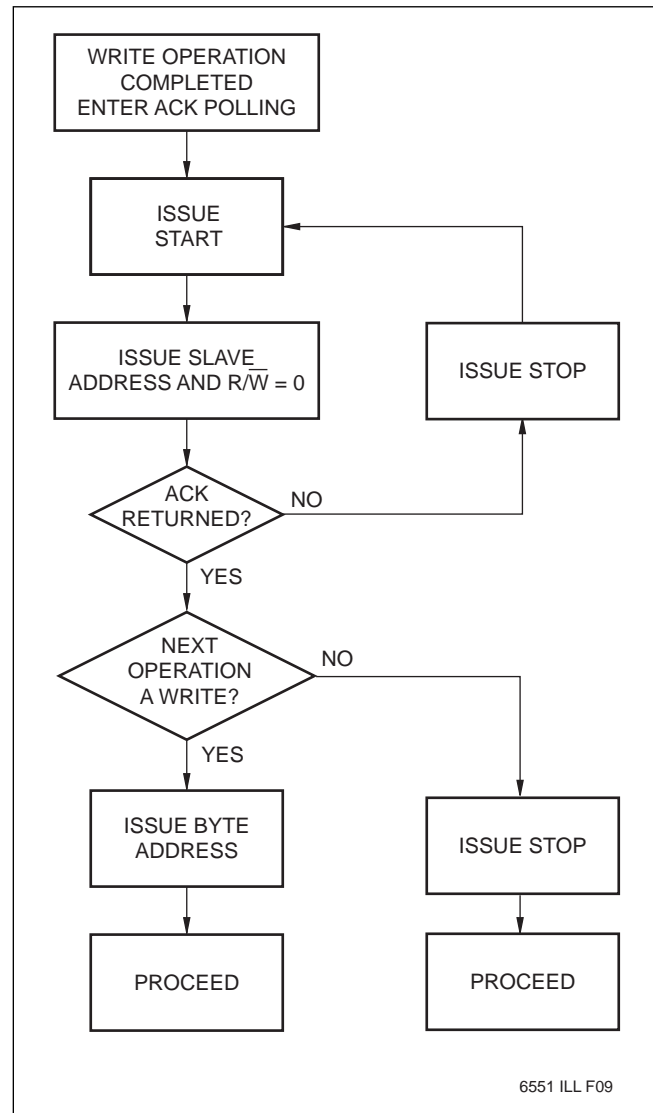 WRITE OPERATION
COMPLETED
ENTER ACK POLLING
ISSUE
START
ISSUE SLAVE
ADDRESS AND R/W̅ = 0
ISSUE STOP
ACK
RETURNED?
NO
YES
NEXT
OPERATION
A WRITE?
NO
YES
ISSUE BYTE
ADDRESS
ISSUE STOP
PROCEED
PROCEED
6551 ILL F09